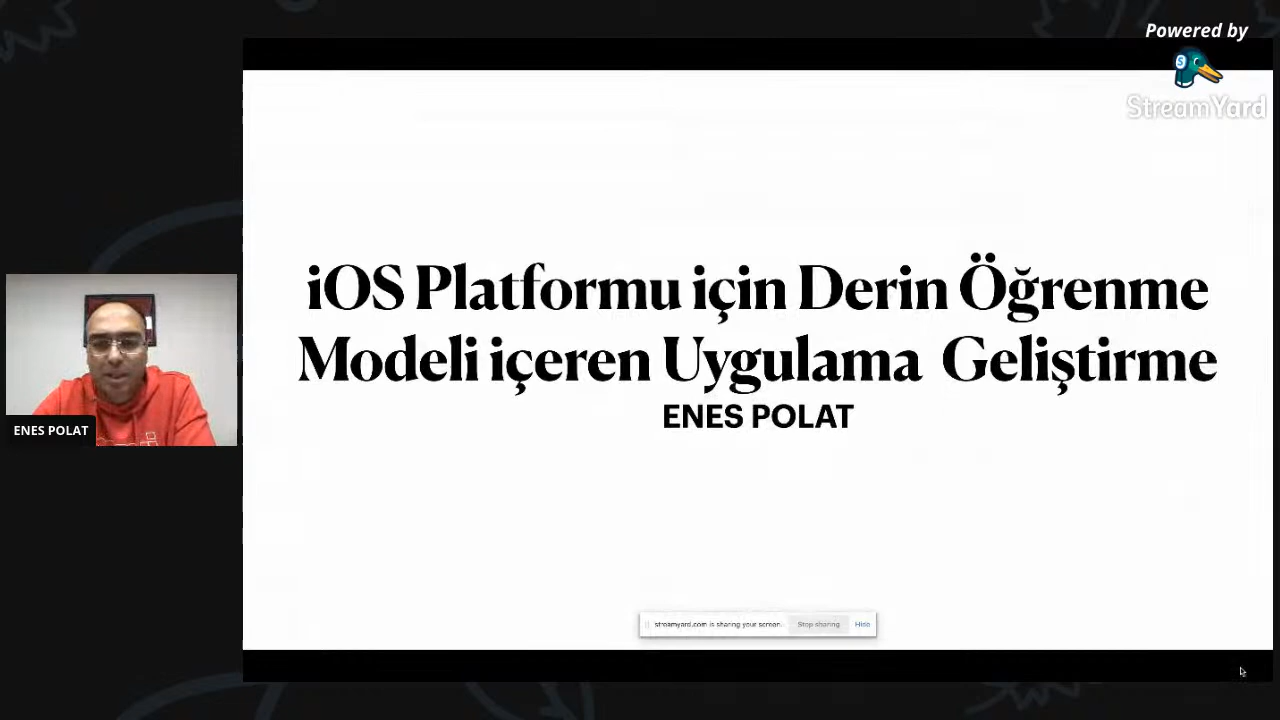 Powered by
StreamYard
iOS Platformu için Derin Öğrenme
Modeli içeren Uygulama Geliştirme
ENES POLAT
ENES POLAT
streamyard.com is sharing your screen.
Stop sharing
Hide